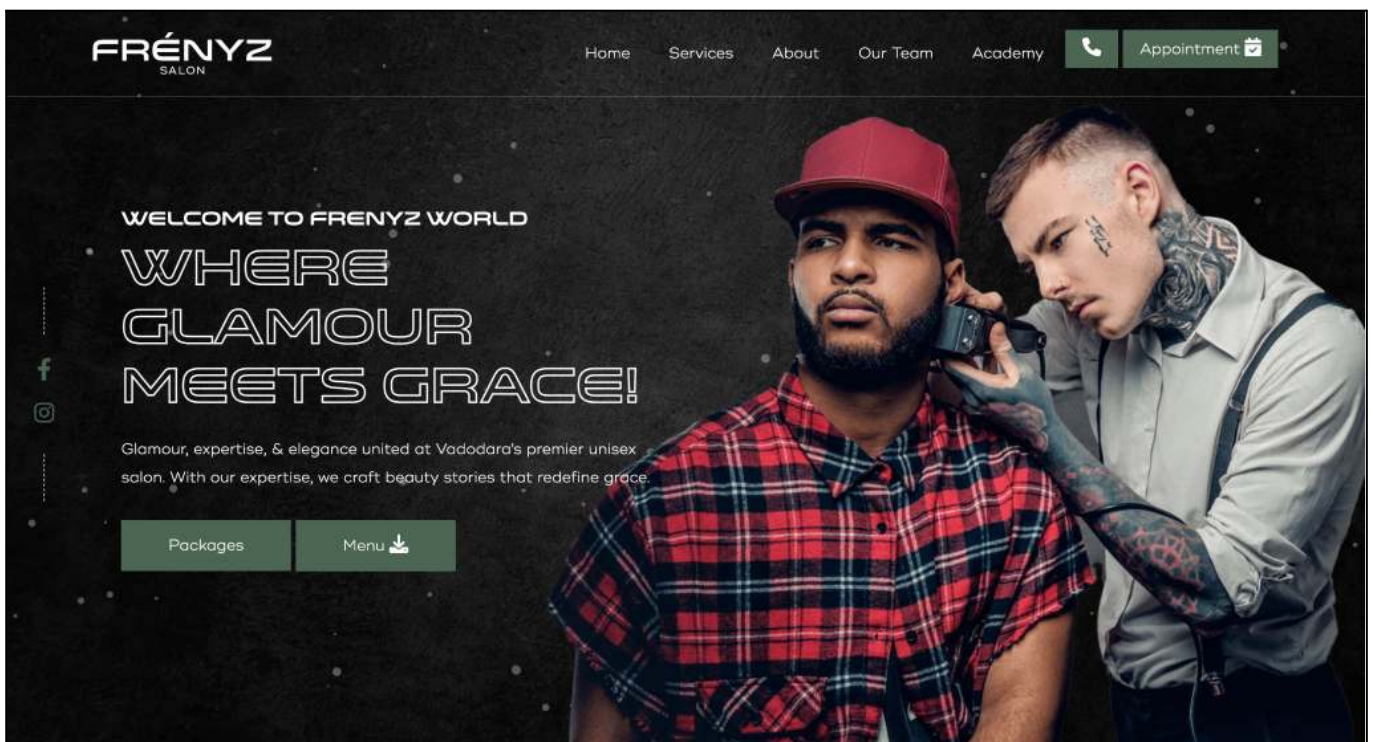 FRÉNYZ
SALON
Home Services About Our Team Academy Appointment
WELCOME TO FRENYZ WORLD
WHERE
GLAMOUR
MEETS GRACE!
Glamour, expertise, & elegance united at Vadodara's premier unisex
salon. With our expertise, we craft beauty stories that redefine grace.
Packages Menu